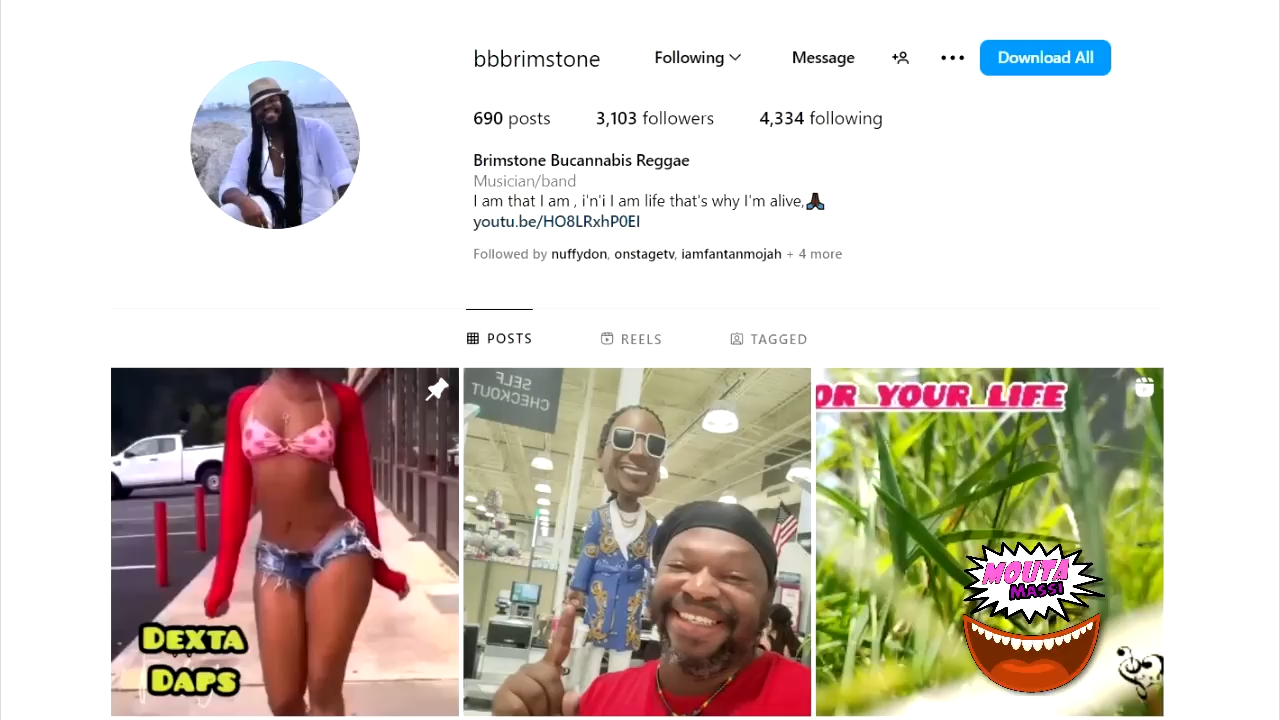 bbbrimstone
Following
Message
Download All
690 posts
3,103 followers
4,334 following
Brimstone Bucannabis Reggae
Musician/band
I am that I am , i'n'i I am life that's why I'm alive,
youtu.be/HO8LRxhP0EI
Followed by nuffydon, onstagetv, iamfantanmojah + 4 more
POSTS
REELS
TAGGED
SELF
CHECKOUT
OR YOUR LIFE
MOUTA
MASSI
DEXTA
DAPS